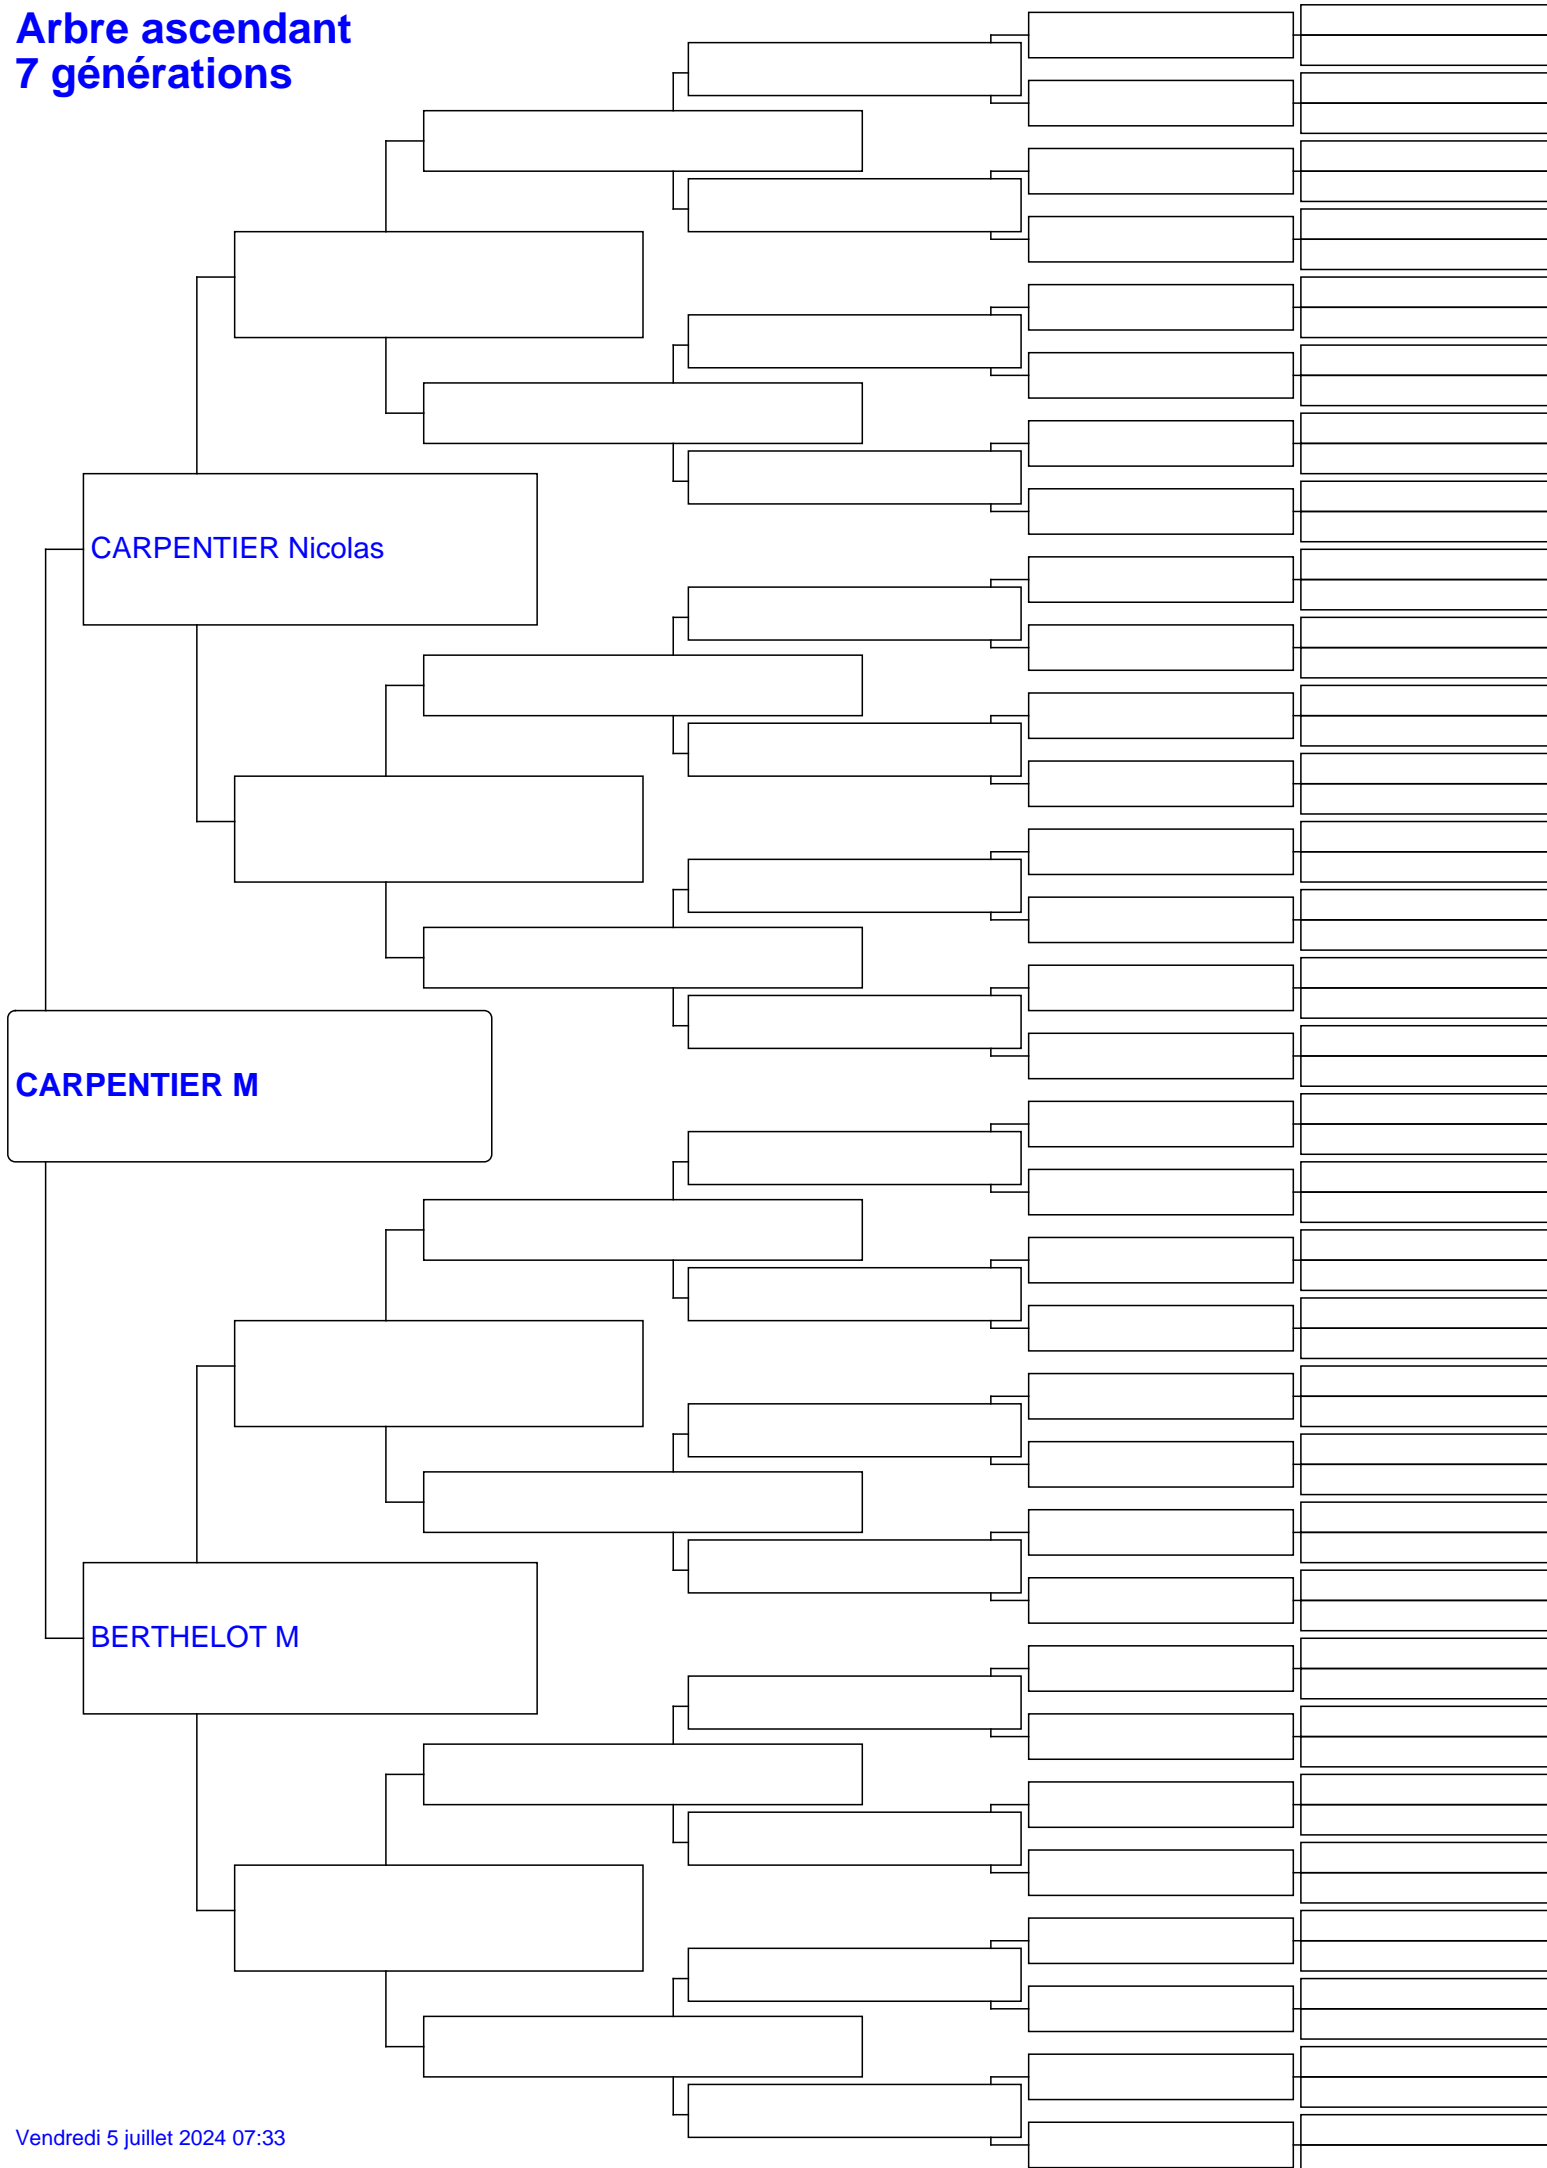 Arbre ascendant
7 générations
CARPENTIER Nicolas
CARPENTIER M
BERTHELOT M
Vendredi 5 juillet 2024 07:33